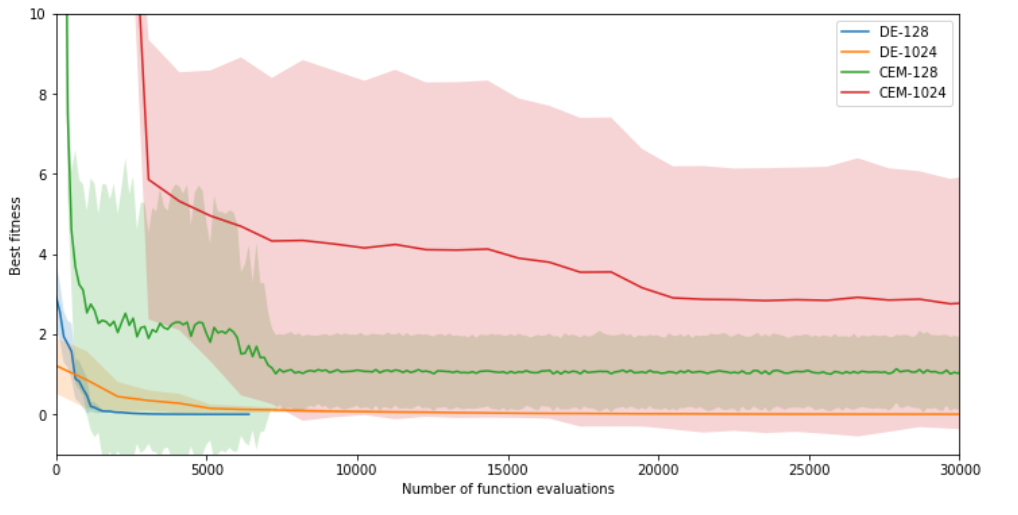 10
8
6
4
2
0
Best fitness
0 5000 10000 15000 20000 25000 30000
Number of function evaluations
DE-128
DE-1024
CEM-128
CEM-1024